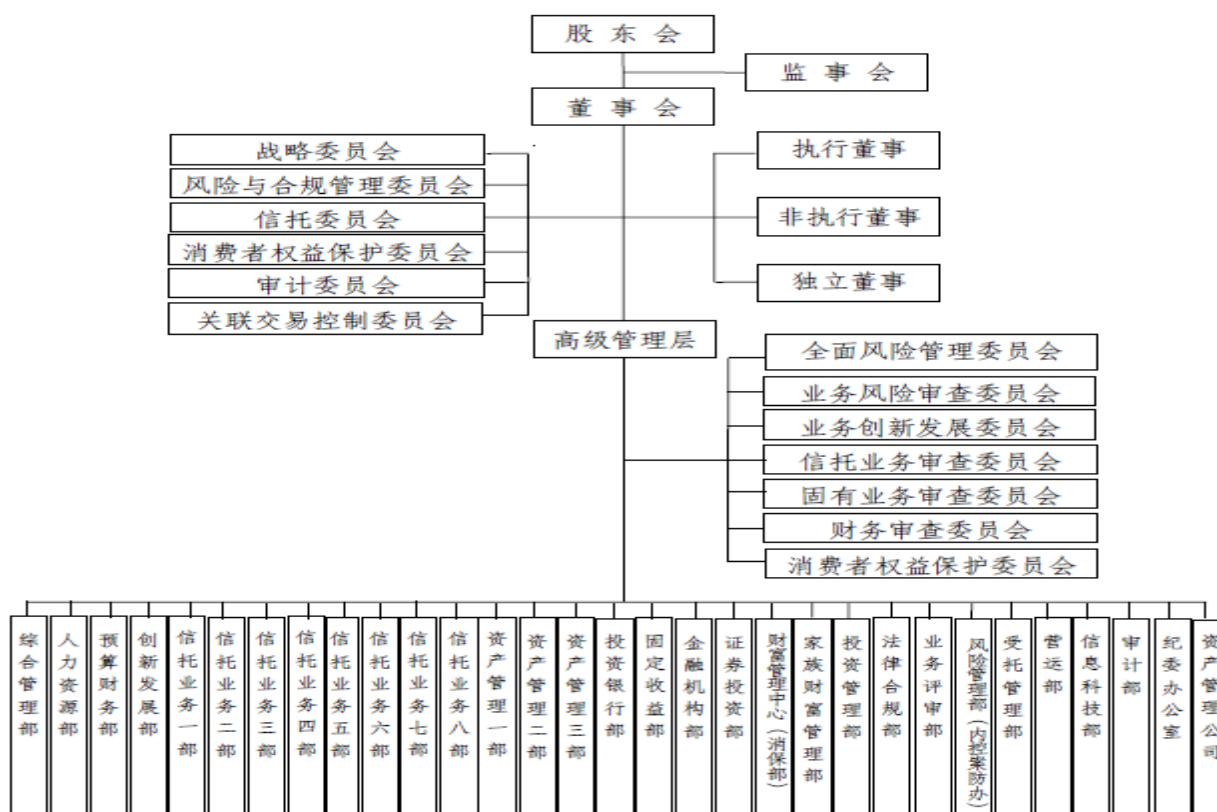 股东会
监事会
董事会
战略委员会
风险与合规管理委员会
信托委员会
消费者权益保护委员会
审计委员会
关联交易控制委员会
执行董事
非执行董事
独立董事
高级管理层
全面风险管理委员会
业务风险审查委员会
业务创新发展委员会
信托业务审查委员会
固有业务审查委员会
财务审查委员会
消费者权益保护委员会
综合管理部
人力资源部
预算财务部
创新发展部
信托业务一部
信托业务二部
信托业务三部
信托业务四部
信托业务五部
信托业务六部
信托业务七部
信托业务八部
资产管理一部
资产管理二部
资产管理三部
投资银行部
固定收益部
金融机构部
证券投资部
财富管理中心（消保部）
家族财富管理部
投资管理部
法律合规部
业务评审部
风险管理部（内控案防办）
受托管理部
营运部
信息科技部
审计部
纪委办公室
资产管理公司